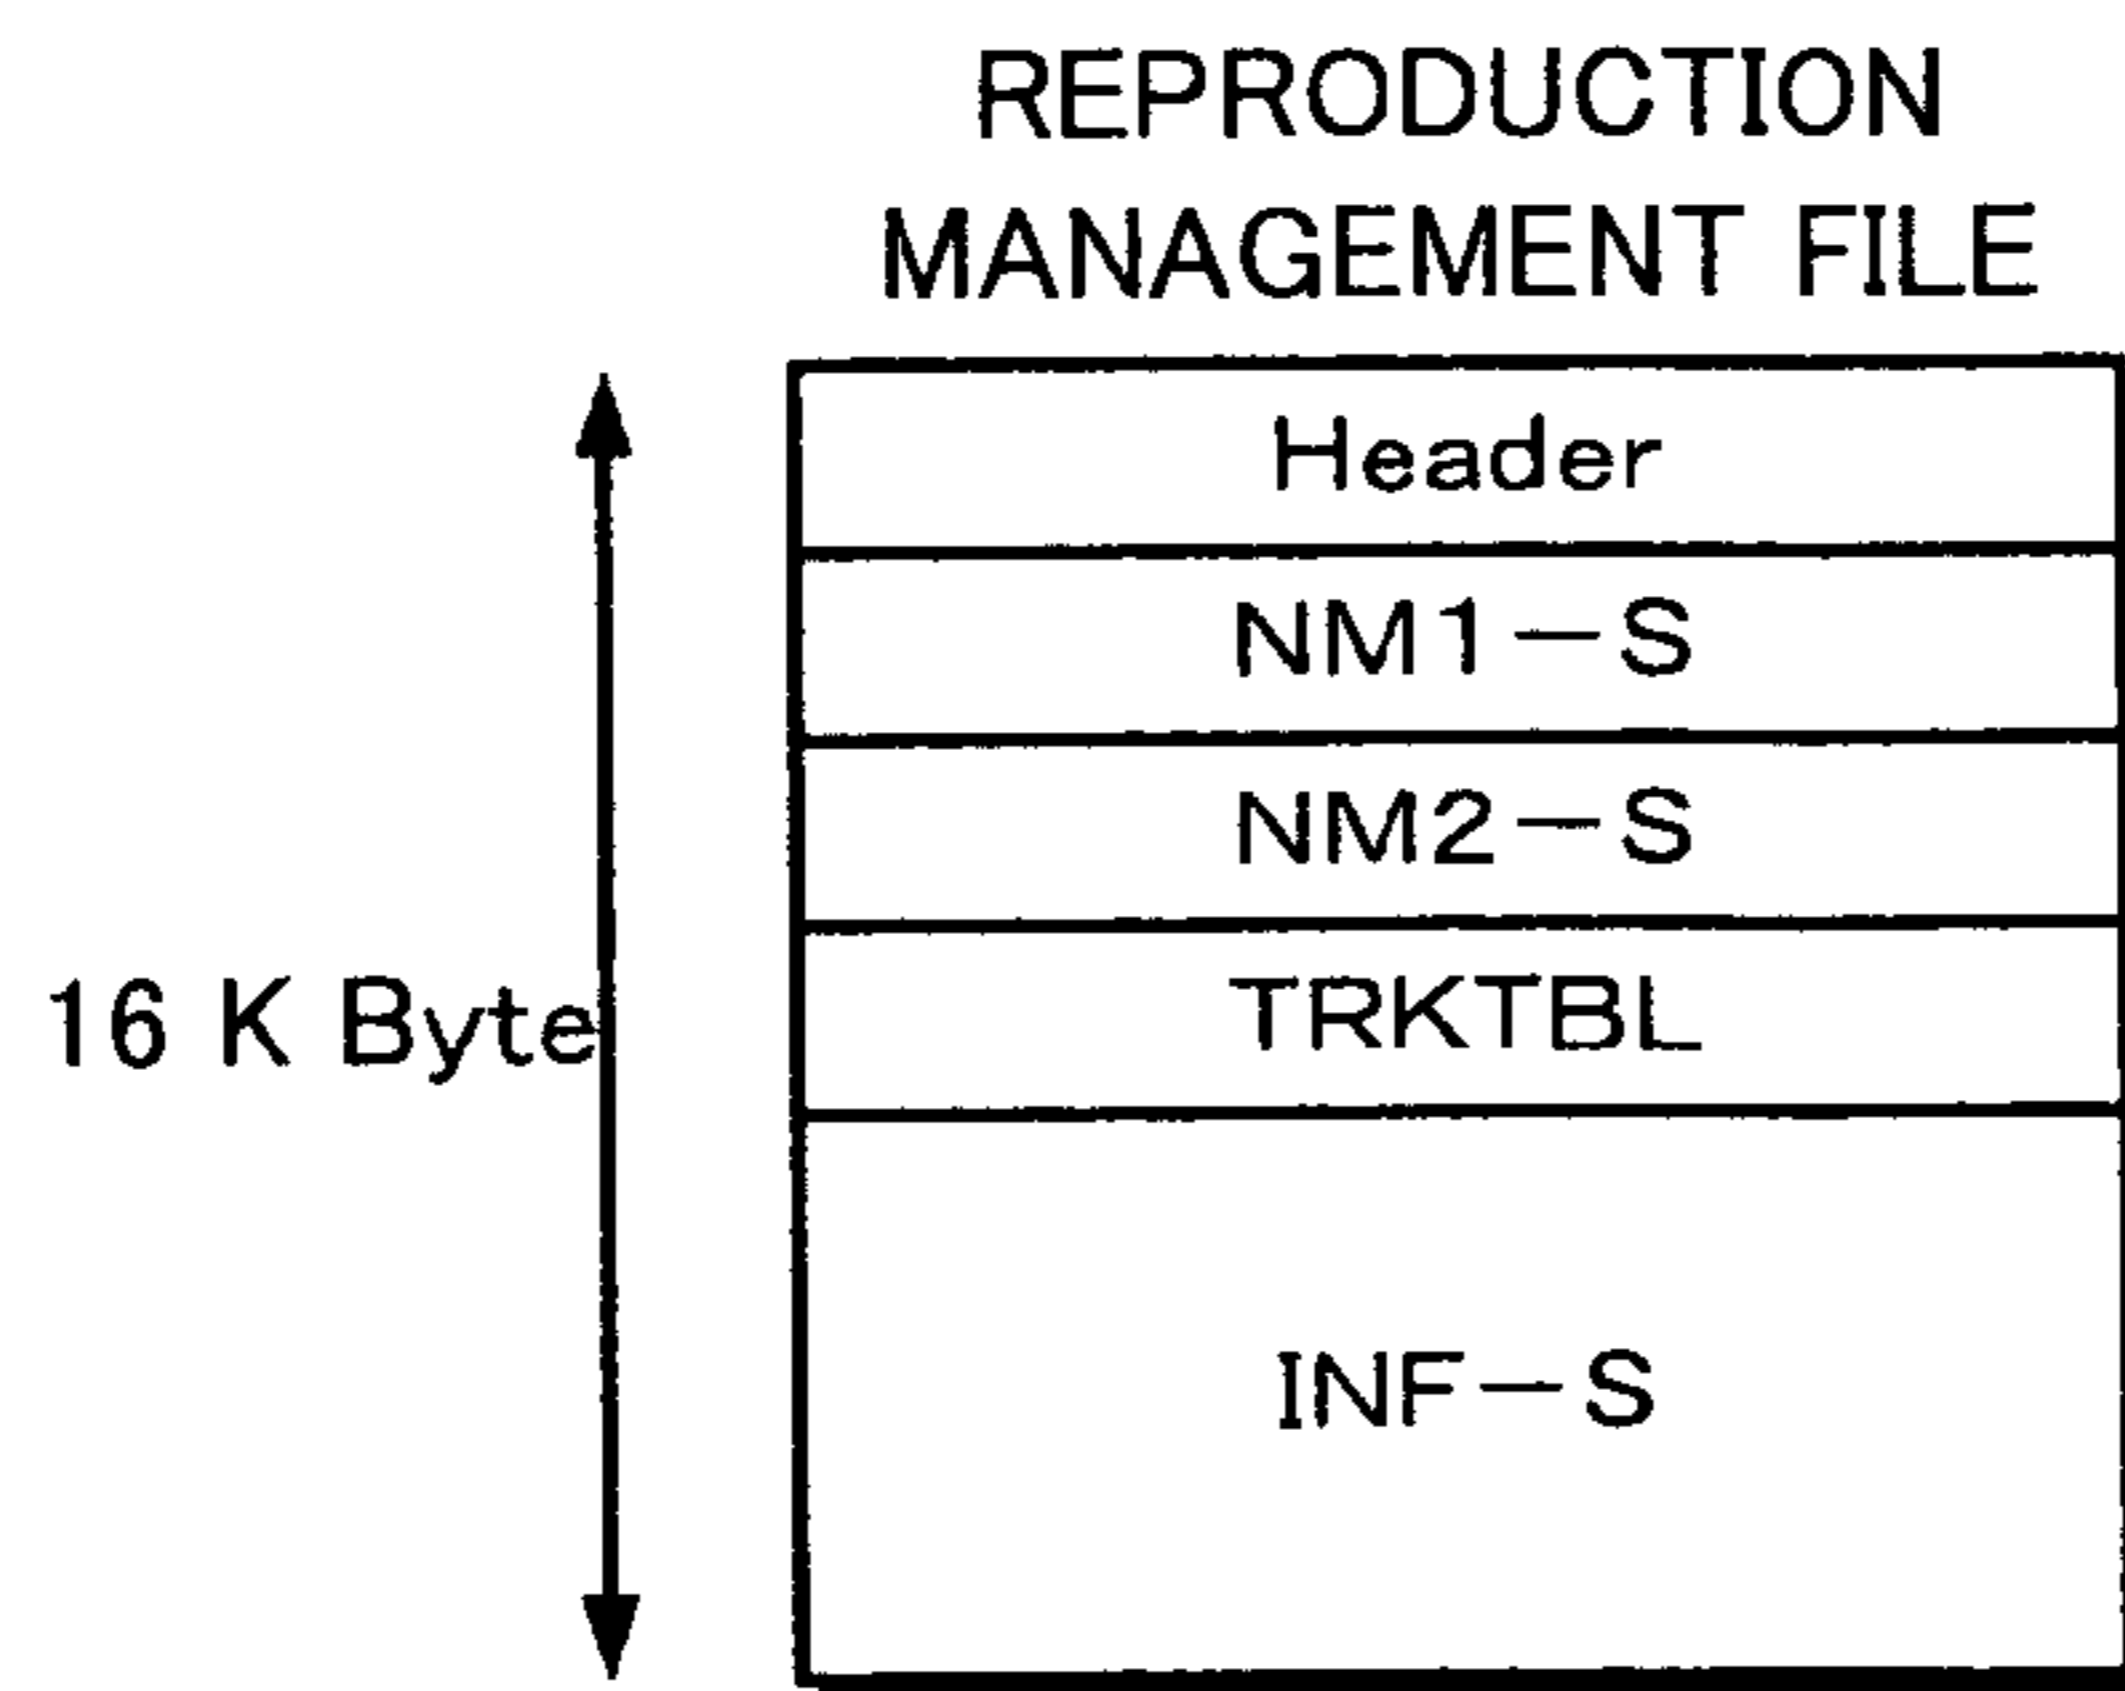 REPRODUCTION
MANAGEMENT FILE
Header
NM1-S
NM2-S
TRKTBL
16 K Byte
INF-S